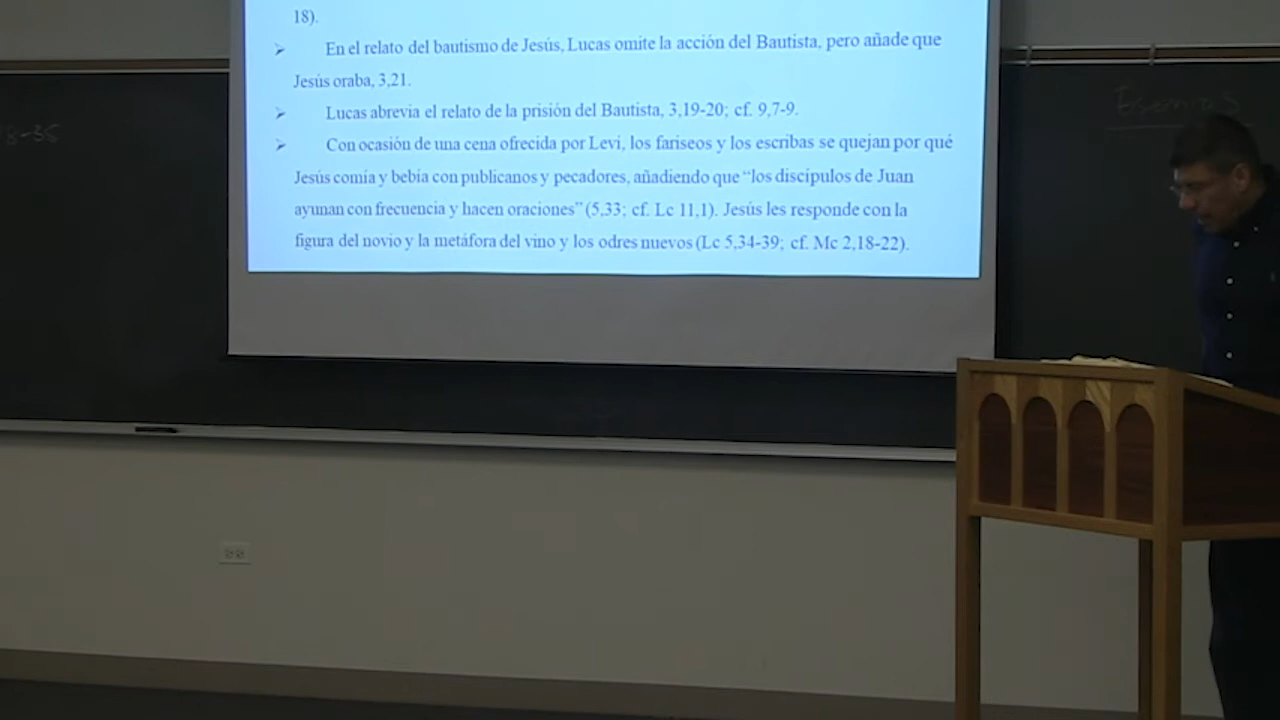 18).
➢ En el relato del bautismo de Jesús, Lucas omite la acción del Bautista, pero añade que
Jesús oraba, 3,21.
➢ Lucas abrevia el relato de la prisión del Bautista, 3,19-20; cf. 9,7-9.
➢ Con ocasión de una cena ofrecida por Leví, los fariseos y los escribas se quejan por qué
Jesús comía y bebía con publicanos y pecadores, añadiendo que “los discípulos de Juan
ayunan con frecuencia y hacen oraciones” (5,33; cf. Lc 11,1). Jesús les responde con la
figura del novio y la metáfora del vino y los odres nuevos (Lc 5,34-39; cf. Mc 2,18-22).
8-35